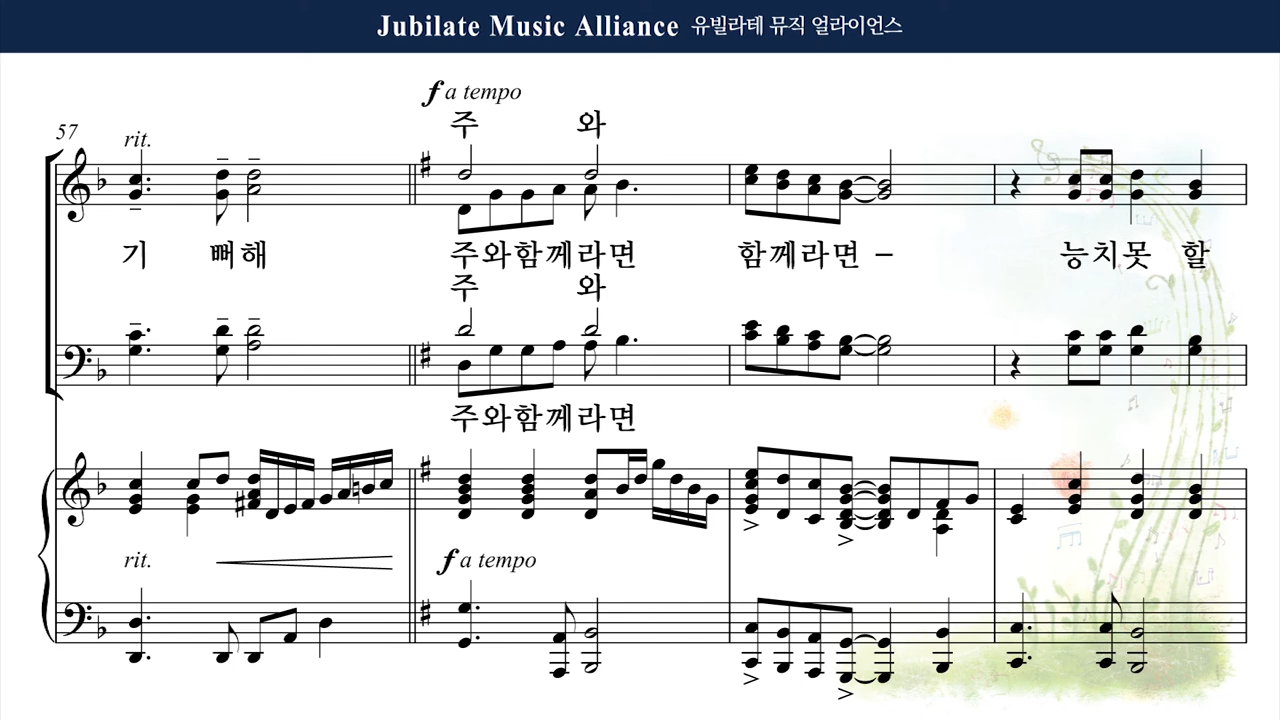 Jubilate Music Alliance 유빌라테 뮤직 얼라이언스
f a tempo
주 와
57
rit.
기 뻐해 주와함께라면 함께라면 – 능치못 할
주 와
주와함께라면
rit. f a tempo